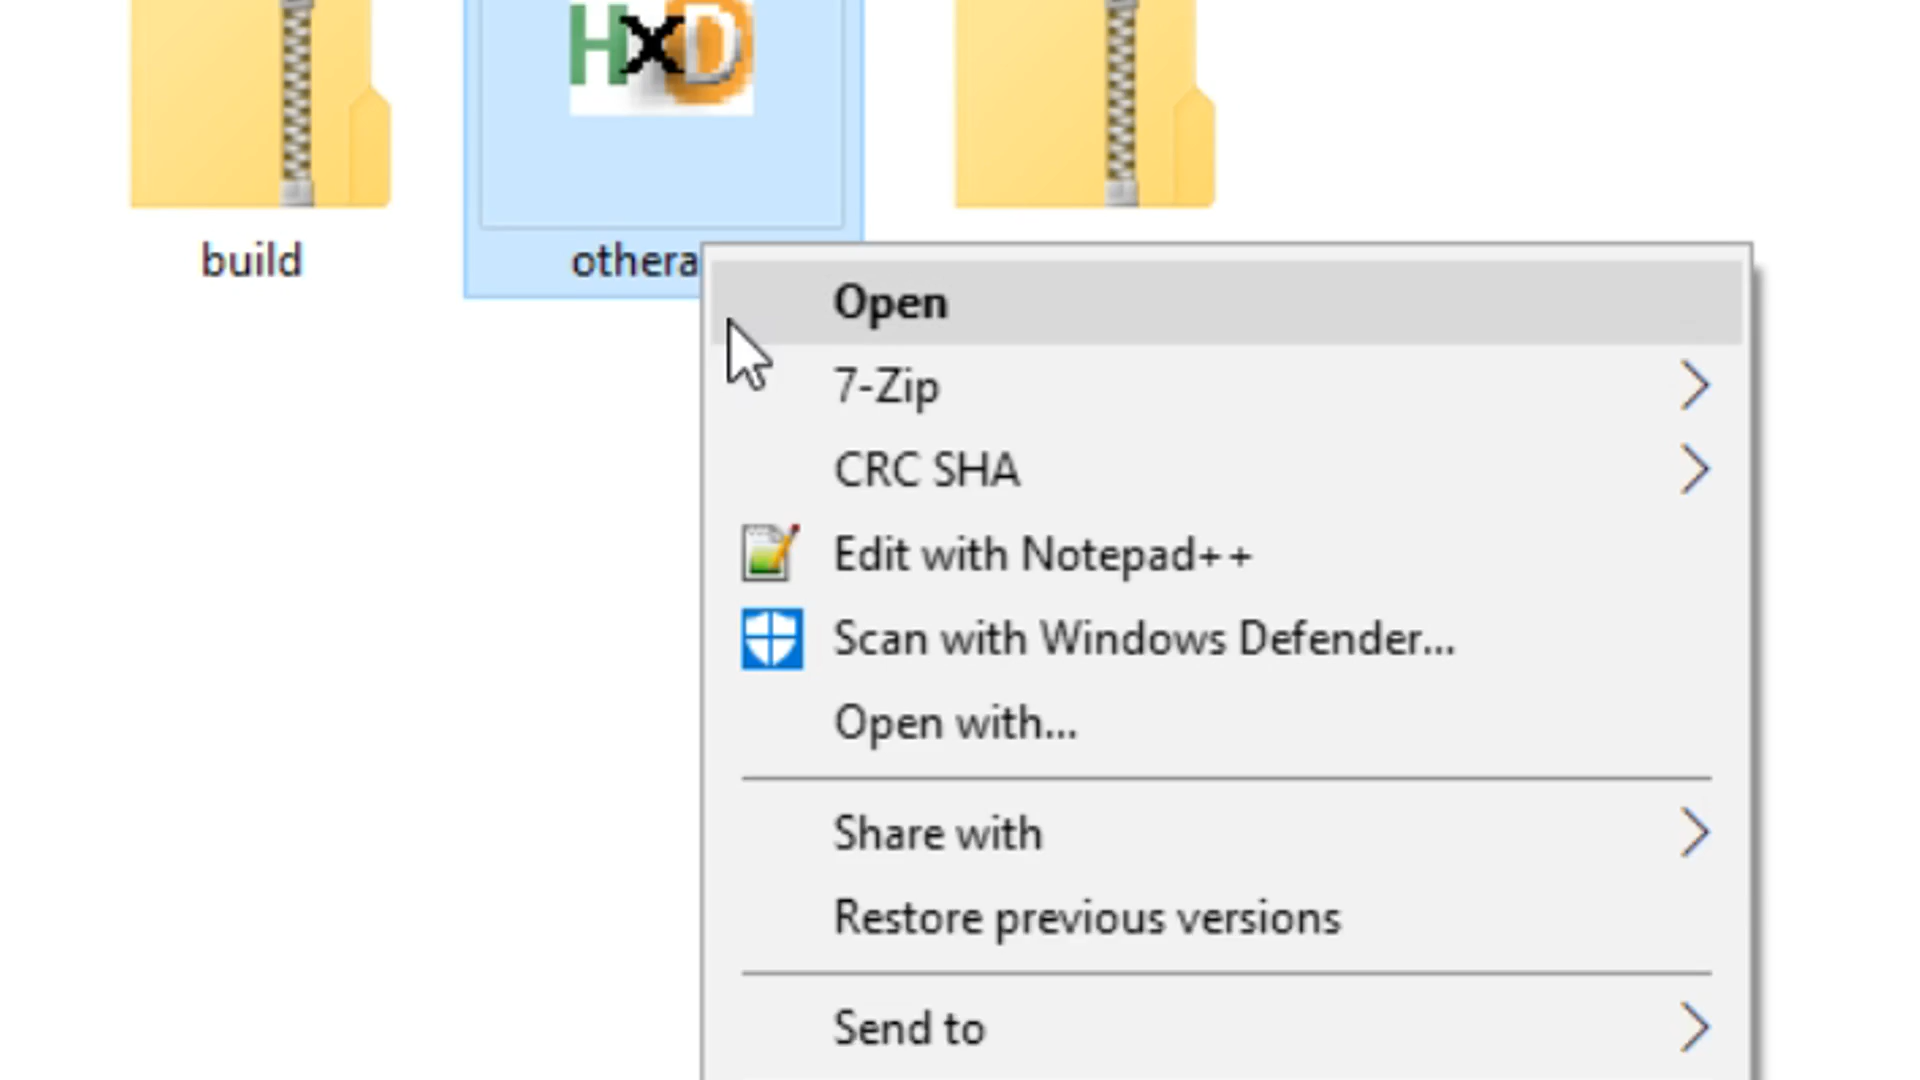 HxD
build
othera
Open
7-Zip
CRC SHA
Edit with Notepad++
Scan with Windows Defender...
Open with...
Share with
Restore previous versions
Send to